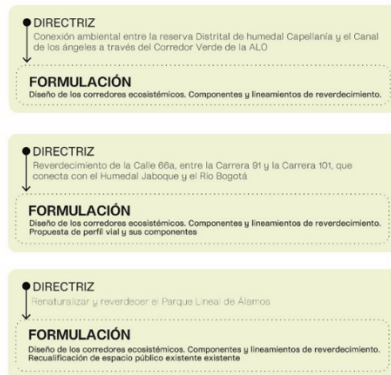 DIRECTRIZ
Conexión ambiental entre la reserva Distrital de humedal Capellanía y el Canal
de los ángeles a través del Corredor Verde de la ALO
FORMULACIÓN
Diseño de los corredores ecosistémicos. Componentes y lineamientos de reverdecimiento.
DIRECTRIZ
Reverdecimiento de la Calle 66a, entre la Carrera 91 y la Carrera 101, que
conecta con el Humedal Jaboque y el Río Bogotá
FORMULACIÓN
Diseño de los corredores ecosistémicos. Componentes y lineamientos de reverdecimiento.
Propuesta de perfil vial y sus componentes
DIRECTRIZ
Renaturalizar y reverdecer el Parque Lineal de Álamos
FORMULACIÓN
Diseño de los corredores ecosistémicos. Componentes y lineamientos de reverdecimiento.
Recualificación de espacio público existente existente